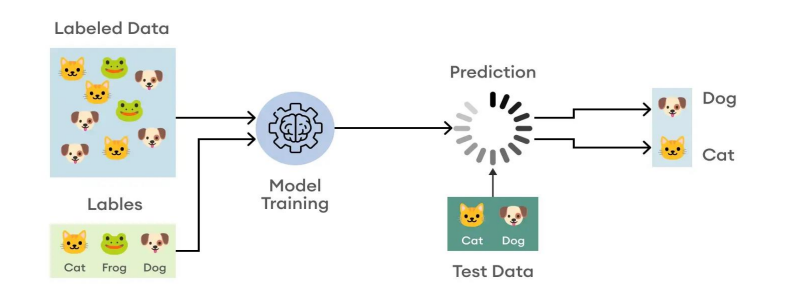 Labeled Data
Prediction
Dog
Cat
Model
Training
Lables
Cat Frog Dog
Cat Dog
Test Data